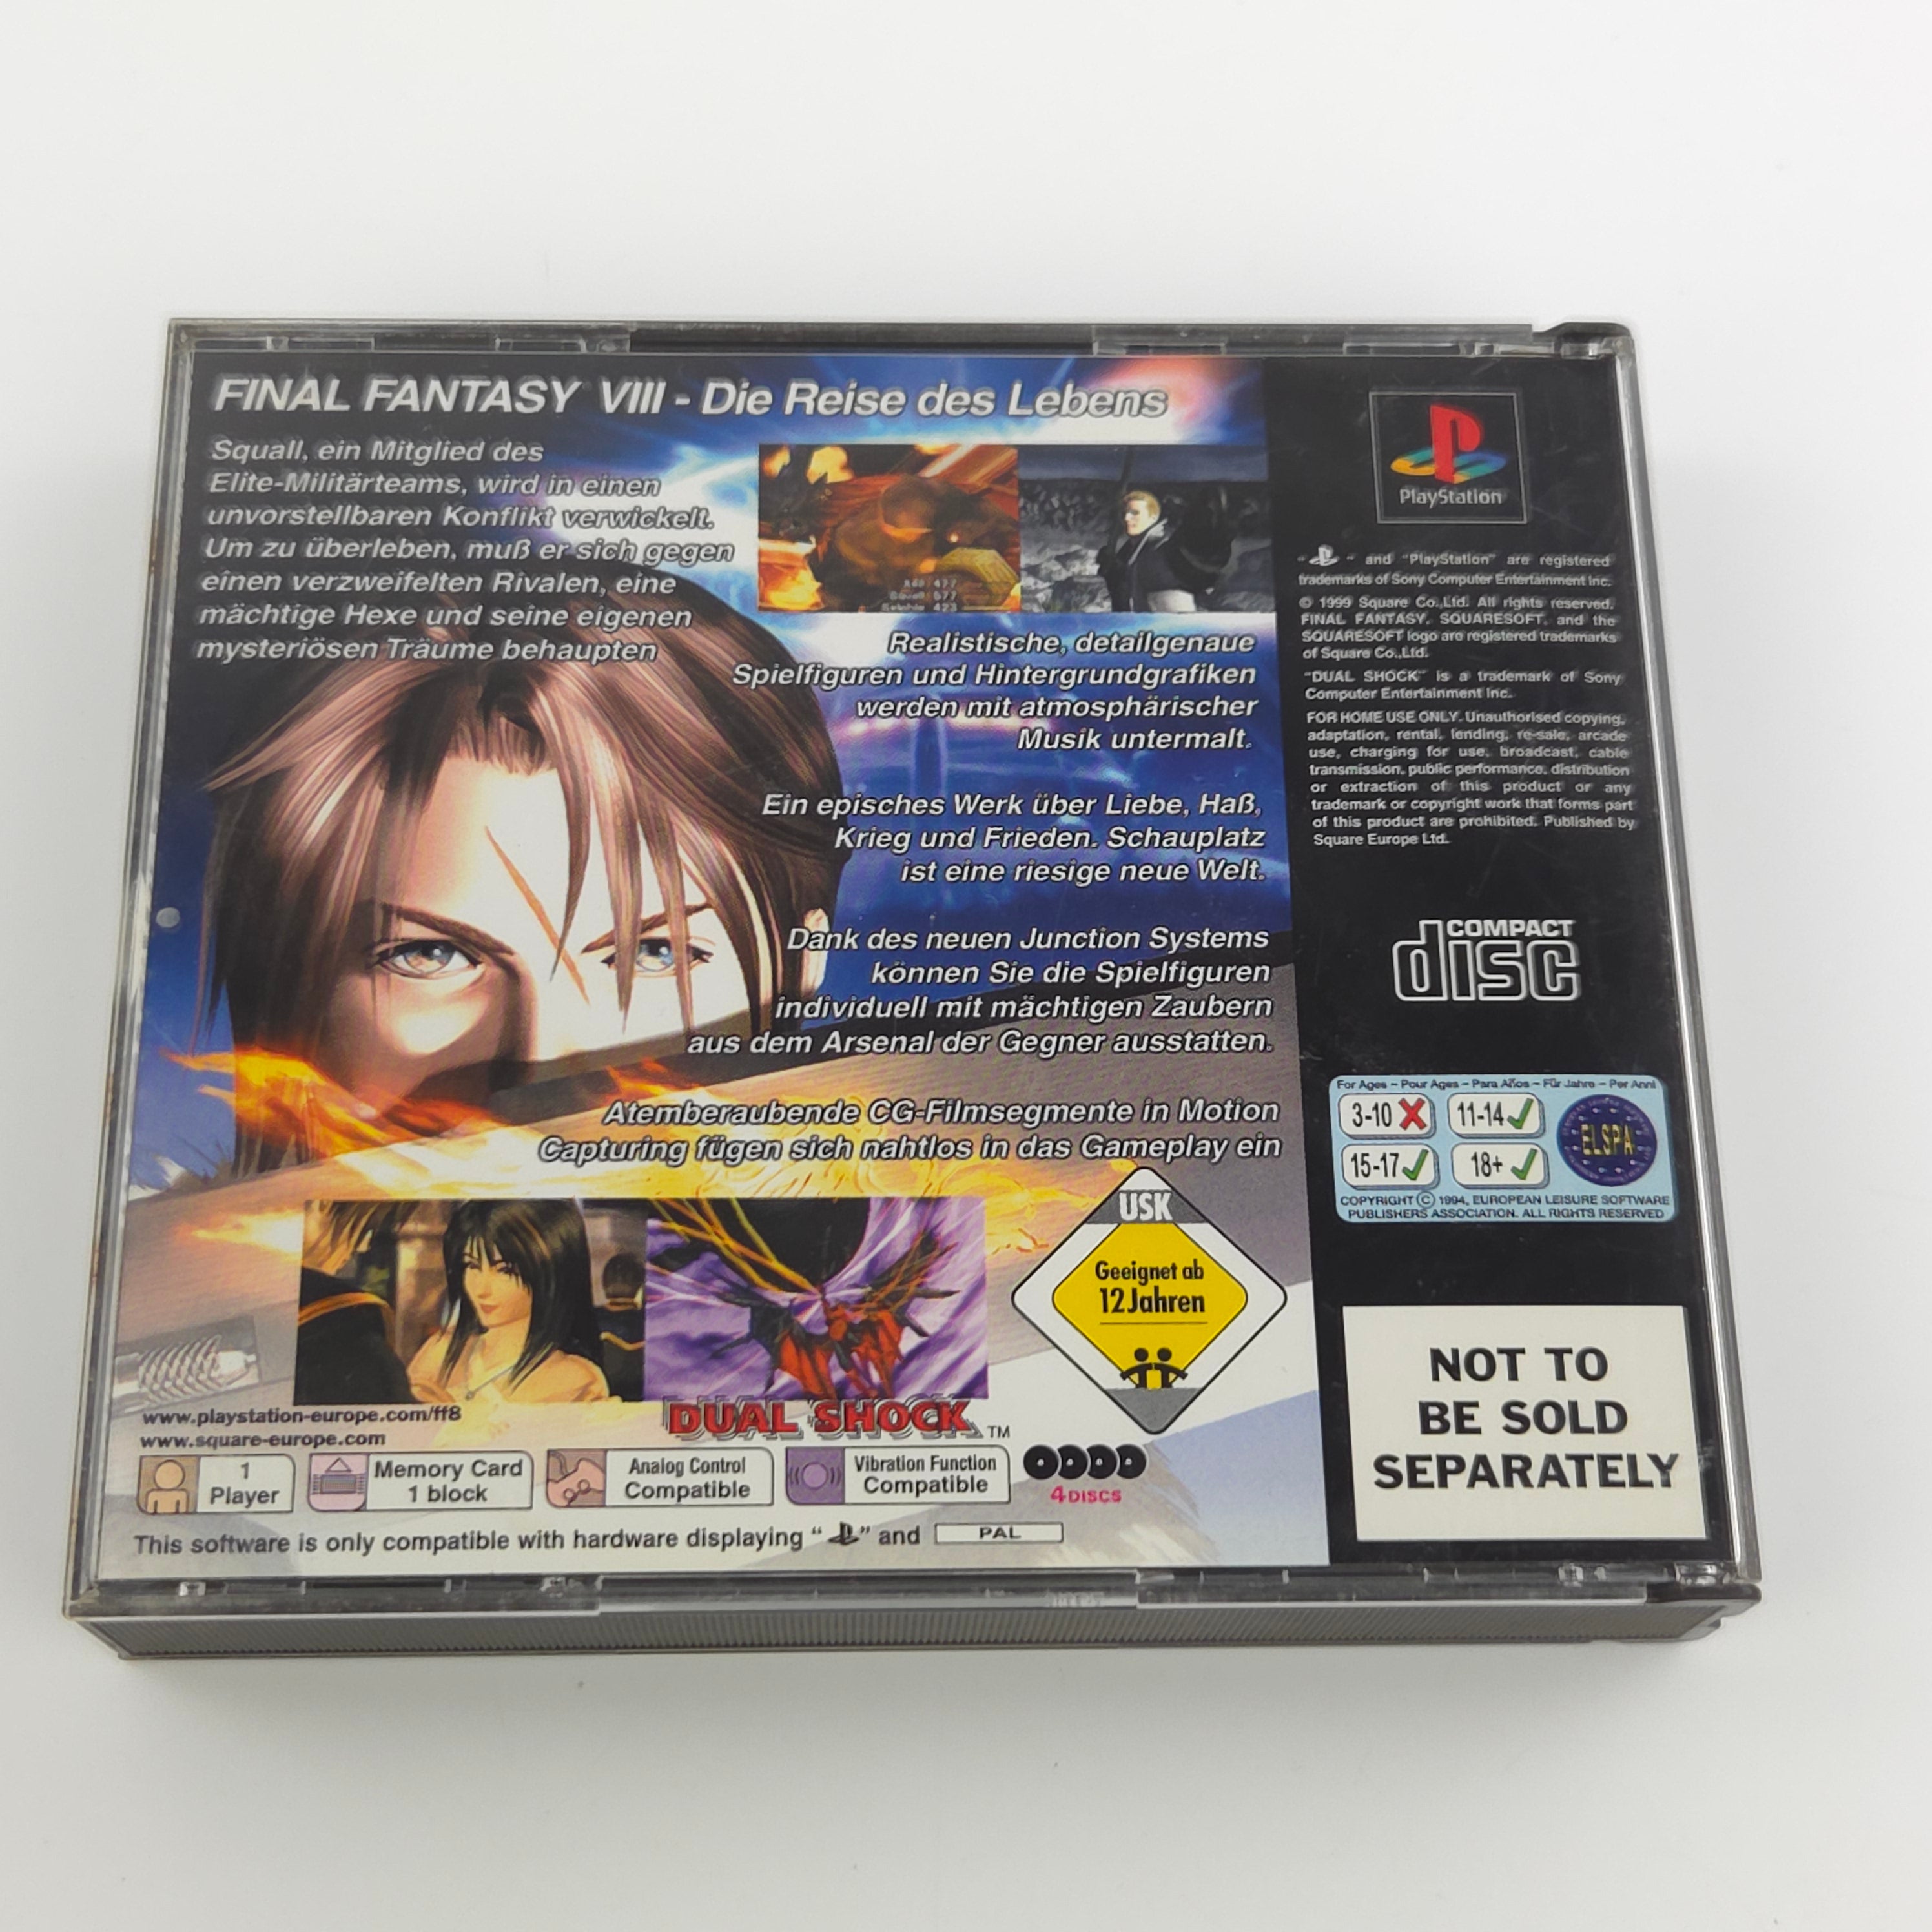 FINAL FANTASY VIII - Die Reise des Lebens
Squall, ein Mitglied des
Elite-Militärteams, wird in einen
unvorstellbaren Konflikt verwickelt.
Um zu überleben, muß er sich gegen
einen verzweifelten Rivalen, eine
mächtige Hexe und seine eigenen
mysteriösen Träume behaupten
477
Squall 577
Selphie 423
Realistische, detailgenaue
Spielfiguren und Hintergrundgrafiken
werden mit atmosphärischer
Musik untermalt.
Ein episches Werk über Liebe, Haß,
Krieg und Frieden. Schauplatz
ist eine riesige neue Welt.
Dank des neuen Junction Systems
können Sie die Spielfiguren
individuell mit mächtigen Zaubern
aus dem Arsenal der Gegner ausstatten.
Atemberaubende CG-Filmsegmente in Motion
Capturing fügen sich nahtlos in das Gameplay ein
USK
Geeignet ab
12 Jahren
www.playstation-europe.com/ff8
www.square-europe.com
DUAL SHOCK TM
1
Player
Memory Card
1 block
Analog Control
Compatible
Vibration Function
Compatible
4 DISCS
This software is only compatible with hardware displaying " " and PAL
PlayStation
" " and "PlayStation" are registered
trademarks of Sony Computer Entertainment Inc.
© 1999 Square Co.,Ltd. All rights reserved.
FINAL FANTASY, SQUARESOFT, and the
SQUARESOFT logo are registered trademarks
of Square Co.,Ltd.
"DUAL SHOCK" is a trademark of Sony
Computer Entertainment Inc.
FOR HOME USE ONLY. Unauthorised copying,
adaptation, rental, lending, re-sale, arcade
use, charging for use, broadcast, cable
transmission, public performance, distribution
or extraction of this product or any
trademark or copyright work that forms part
of this product are prohibited. Published by
Square Europe Ltd.
COMPACT
disc
For Ages – Pour Ages – Para Años – Für Jahre – Per Anni
3-10 11-14
15-17 18+
ELSPA
COPYRIGHT © 1994, EUROPEAN LEISURE SOFTWARE
PUBLISHERS ASSOCIATION. ALL RIGHTS RESERVED
NOT TO
BE SOLD
SEPARATELY